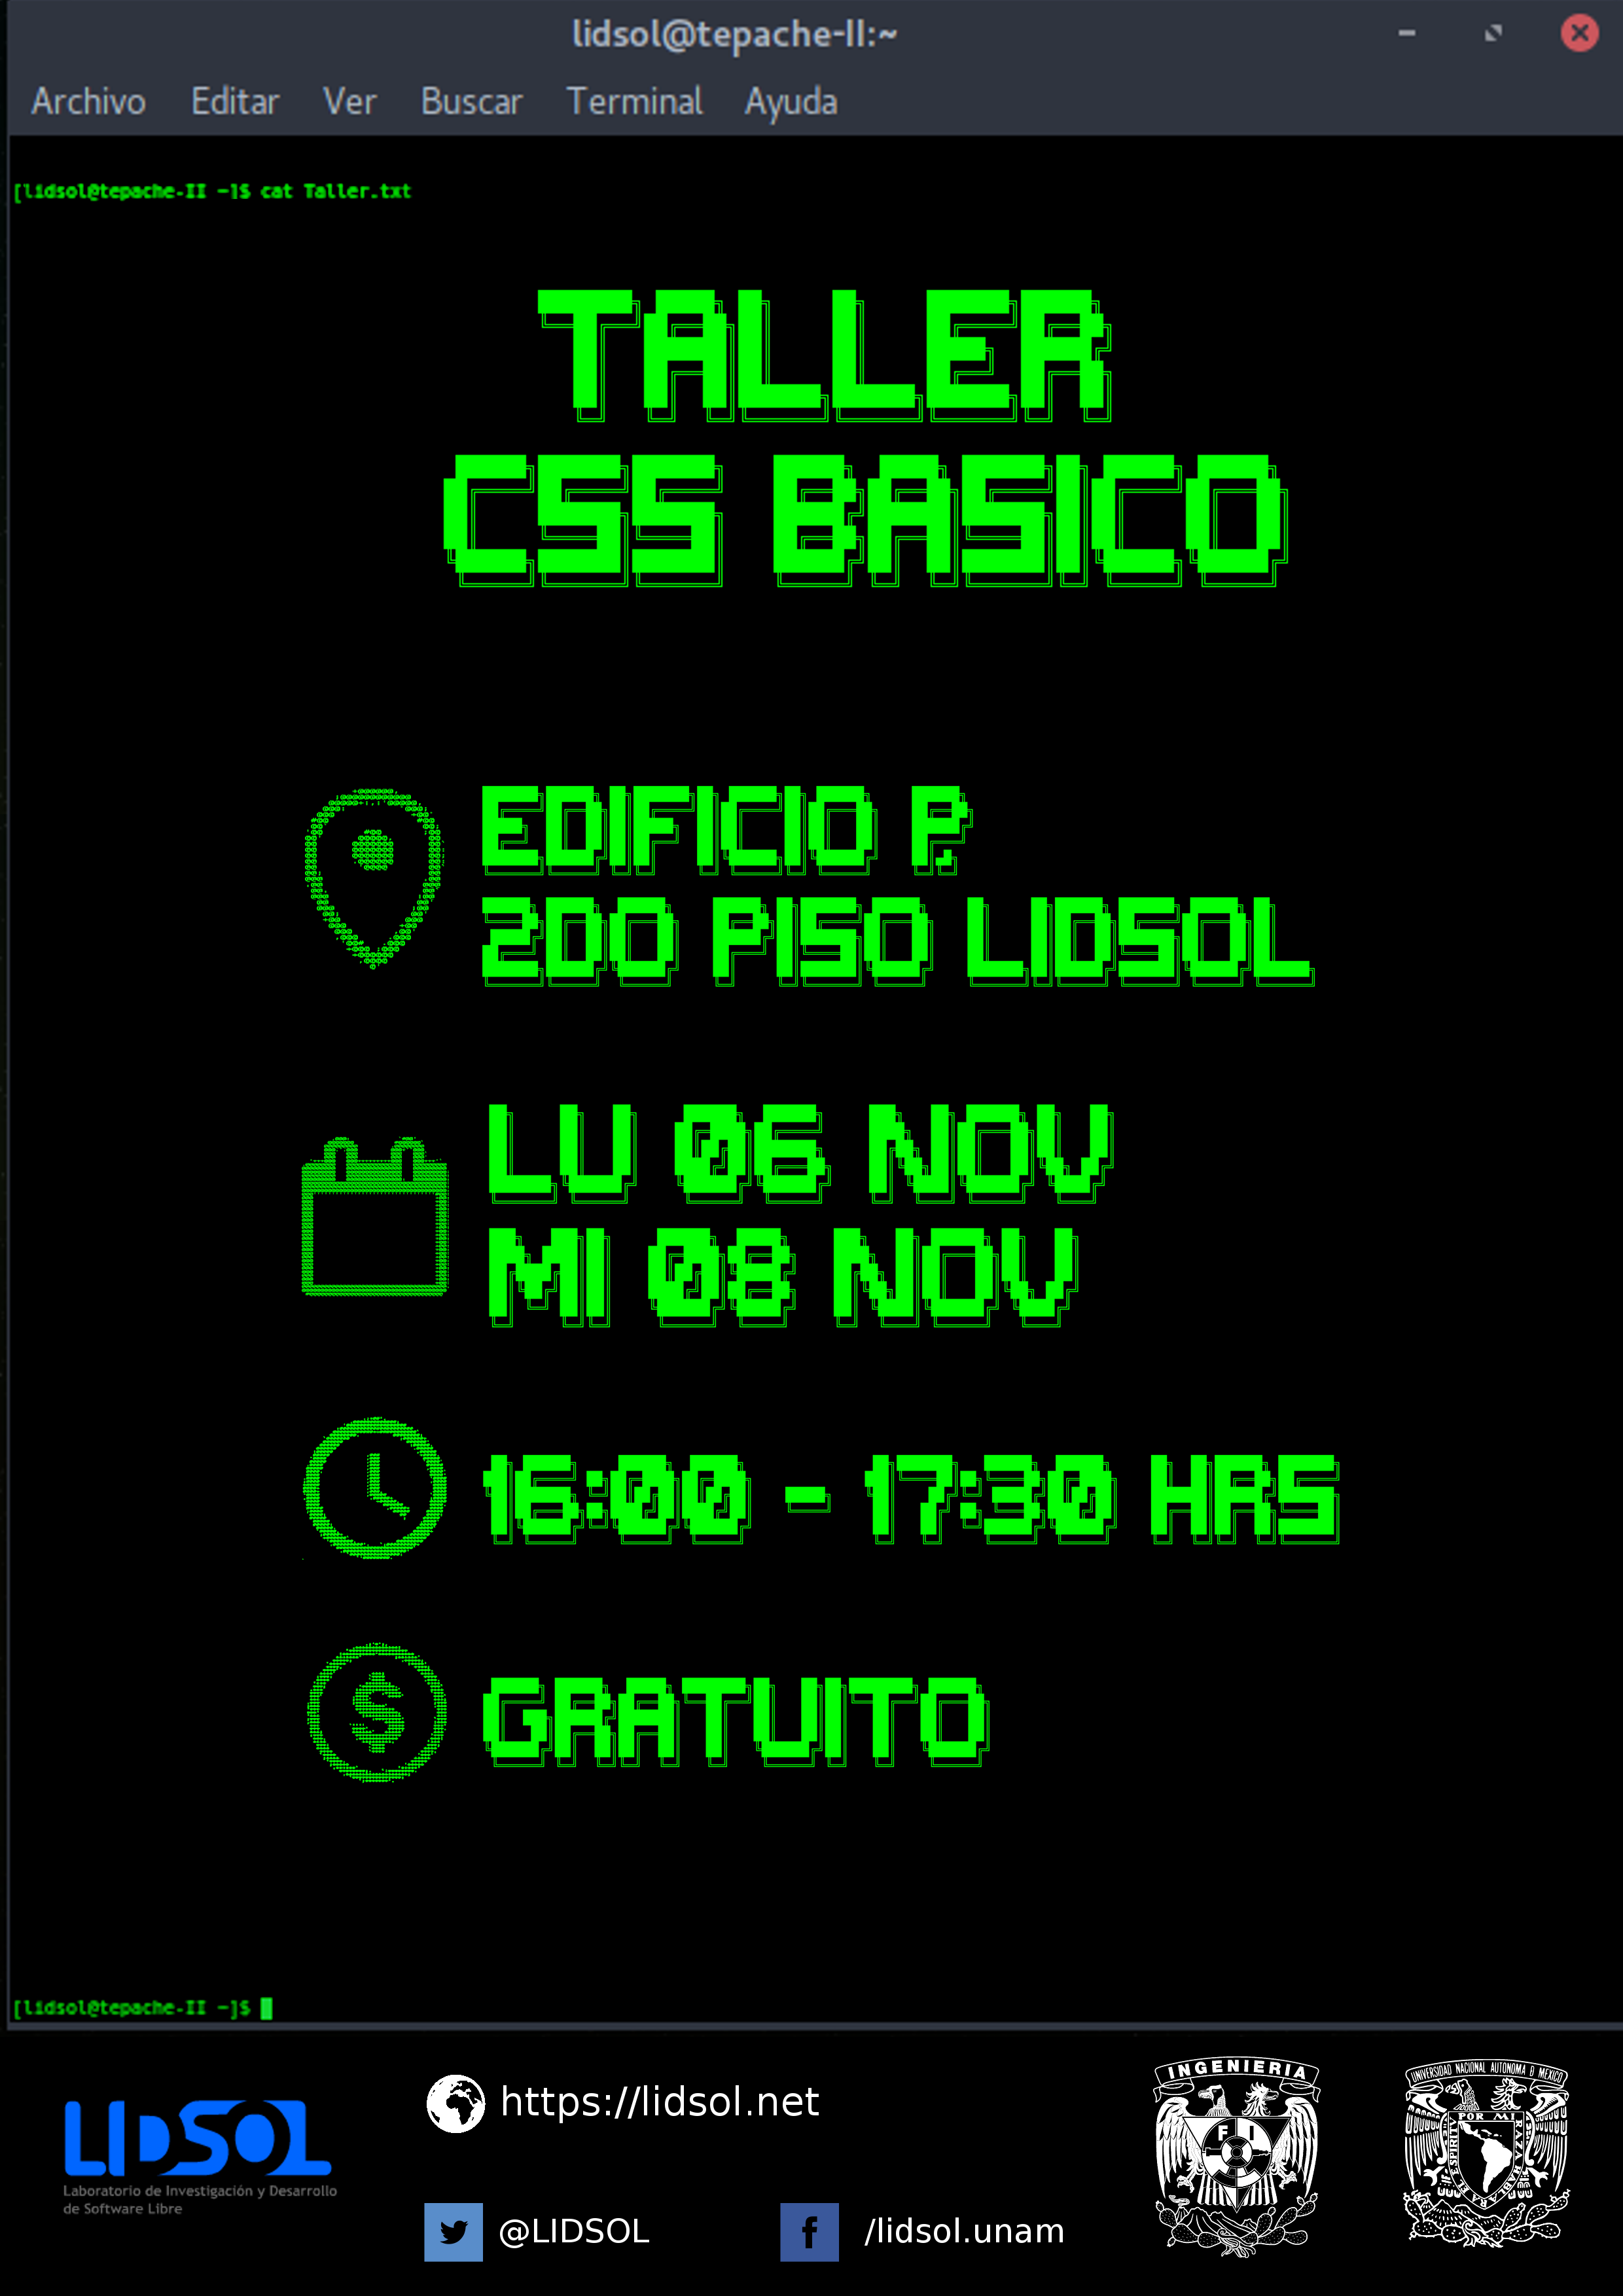 lidsol@tepache-II:~
Archivo Editar Ver Buscar Terminal Ayuda
[lidsol@tepache-II ~]$ cat Taller.txt
TALLER
CSS BASICO
EDIFICIO P,
2DO PISO LIDSOL
LU 06 NOV
MI 08 NOV
16:00 - 17:30 HRS
$ GRATUITO
[lidsol@tepache-II ~]$
LIDSOL
Laboratorio de Investigación y Desarrollo
de Software Libre
https://lidsol.net
@LIDSOL
f /lidsol.unam
INGENIERIA
F I
UNIVERSIDAD NACIONAL AUTONOMA D MEXICO
POR MI RAZA HABLARA EL ESPIRITV